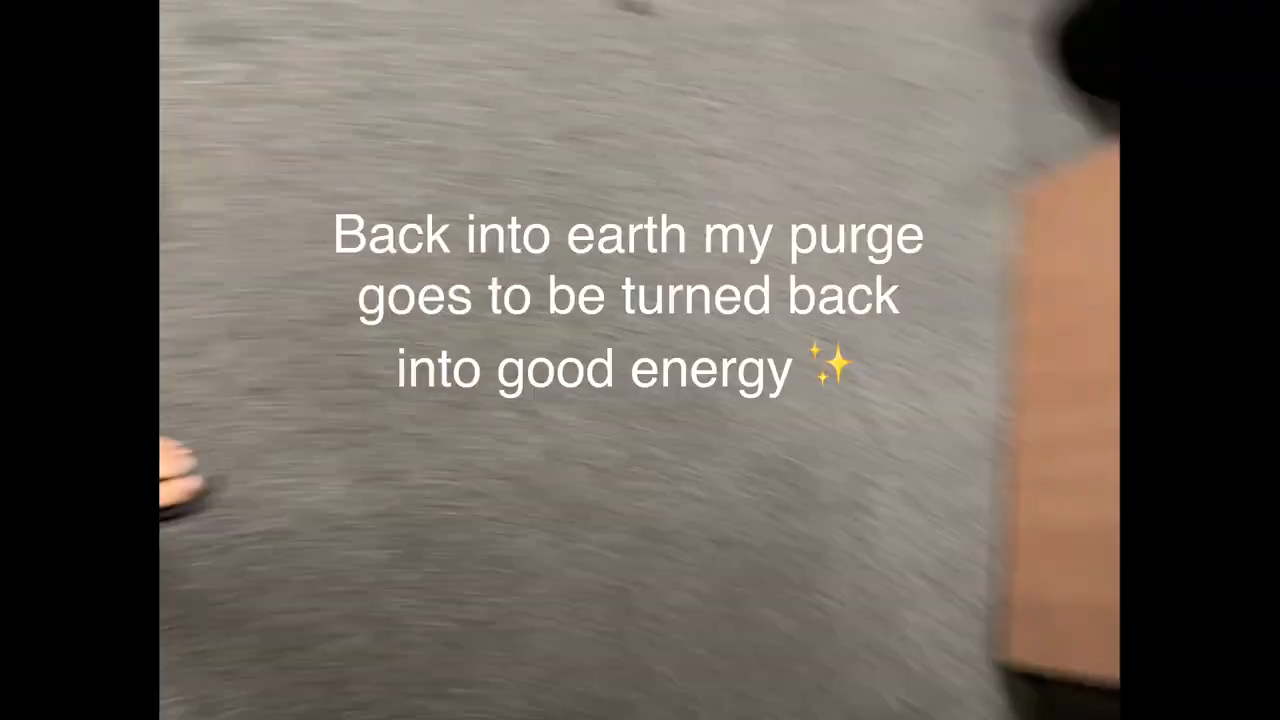 Back into earth my purge
goes to be turned back
into good energy ✨